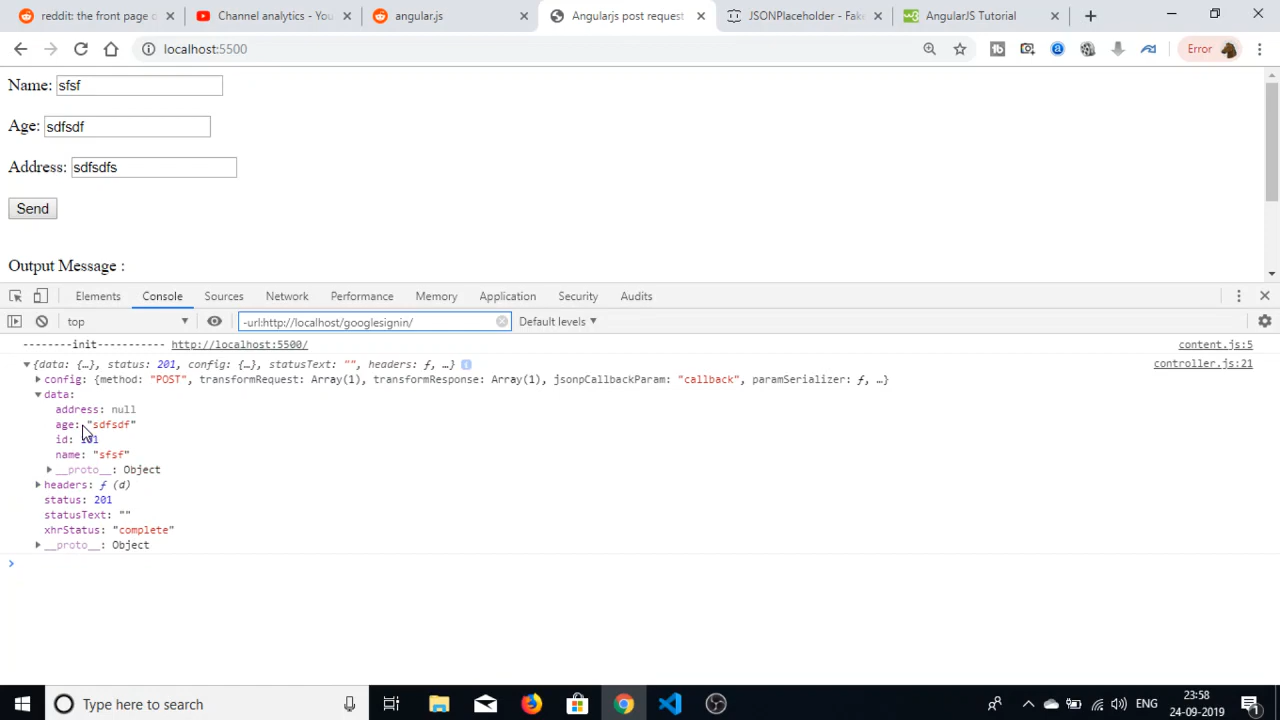 reddit: the front page c
Channel analytics - You
angular.js
Angularjs post request
JSONPlaceholder - Fake
AngularJS Tutorial
localhost:5500
Error
Name: sfsf
Age: sdfsdf
Address: sdfsdfs
Send
Output Message :
Elements Console Sources Network Performance Memory Application Security Audits
top -url:http://localhost/googlesignin/ Default levels
--------init----------- http://localhost:5500/ content.js:5
{data: {…}, status: 201, config: {…}, statusText: "", headers: ƒ, …} controller.js:21
config: {method: "POST", transformRequest: Array(1), transformResponse: Array(1), jsonpCallbackParam: "callback", paramSerializer: ƒ, …}
data:
address: null
age: "sdfsdf"
id: 101
name: "sfsf"
__proto__: Object
headers: ƒ (d)
status: 201
statusText: ""
xhrStatus: "complete"
__proto__: Object
Type here to search
ENG
23:58
24-09-2019
1